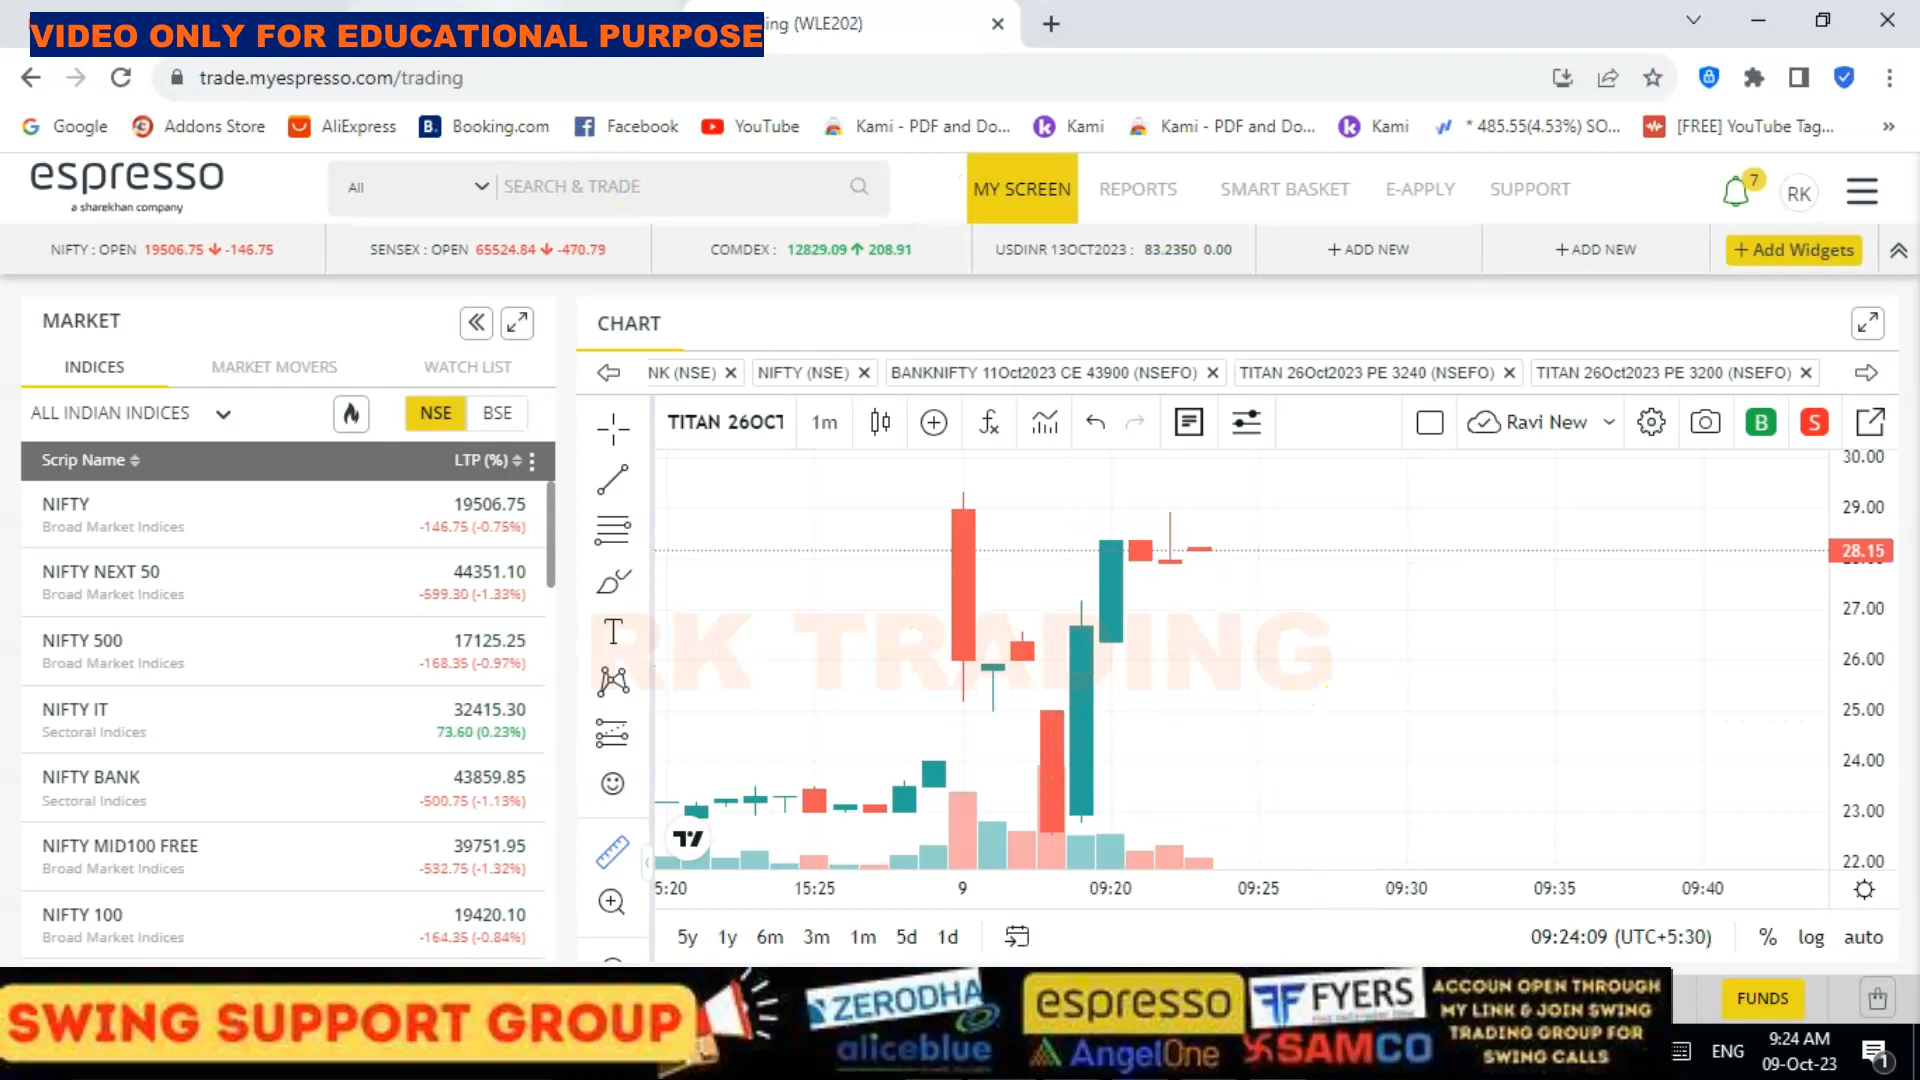 VIDEO ONLY FOR EDUCATIONAL PURPOSE
ing (WLE202)
trade.myespresso.com/trading
Google
Addons Store
AliExpress
B.
Booking.com
Facebook
YouTube
Kami - PDF and Do...
Kami
Kami - PDF and Do...
Kami
* 485.55(4.53%) SO...
[FREE] YouTube Tag...
espresso
a sharekhan company
All
SEARCH & TRADE
MY SCREEN
REPORTS
SMART BASKET
E-APPLY
SUPPORT
7
RK
NIFTY : OPEN 19506.75 -146.75
SENSEX : OPEN 65524.84 -470.79
COMDEX : 12829.09 208.91
USDINR 13OCT2023 : 83.2350 0.00
+ ADD NEW
+ ADD NEW
+ Add Widgets
MARKET
INDICES
MARKET MOVERS
WATCH LIST
ALL INDIAN INDICES
NSE
BSE
Scrip Name
LTP (%)
NIFTY 19506.75
Broad Market Indices -146.75 (-0.75%)
NIFTY NEXT 50 44351.10
Broad Market Indices -599.30 (-1.33%)
NIFTY 500 17125.25
Broad Market Indices -168.35 (-0.97%)
NIFTY IT 32415.30
Sectoral Indices 73.60 (0.23%)
NIFTY BANK 43859.85
Sectoral Indices -500.75 (-1.13%)
NIFTY MID100 FREE 39751.95
Broad Market Indices -532.75 (-1.32%)
NIFTY 100 19420.10
Broad Market Indices -164.35 (-0.84%)
CHART
NK (NSE)
NIFTY (NSE)
BANKNIFTY 11Oct2023 CE 43900 (NSEFO)
TITAN 26Oct2023 PE 3240 (NSEFO)
TITAN 26Oct2023 PE 3200 (NSEFO)
TITAN 26OCT
1m
Ravi New
B
S
30.00
29.00
28.15
27.00
26.00
25.00
24.00
23.00
22.00
RK TRADING
5:20
15:25
9
09:20
09:25
09:30
09:35
09:40
5y 1y 6m 3m 1m 5d 1d
09:24:09 (UTC+5:30)
%
log
auto
SWING SUPPORT GROUP
ZERODHA
aliceblue
espresso
AngelOne
FYERS
SAMCO
ACCOUN OPEN THROUGH
MY LINK & JOIN SWING
TRADING GROUP FOR
SWING CALLS
FUNDS
ENG
9:24 AM
09-Oct-23
1